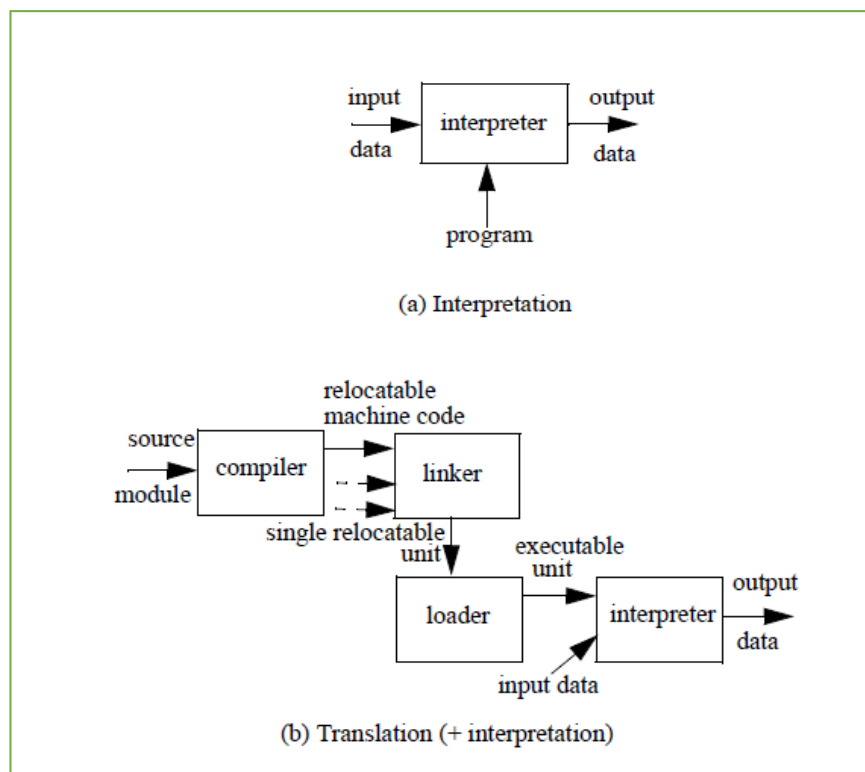 input
output
interpreter
data
data
program
(a) Interpretation
relocatable
machine code
source
compiler
linker
module
single relocatable
unit
executable
unit
output
loader
interpreter
data
input data
(b) Translation (+ interpretation)